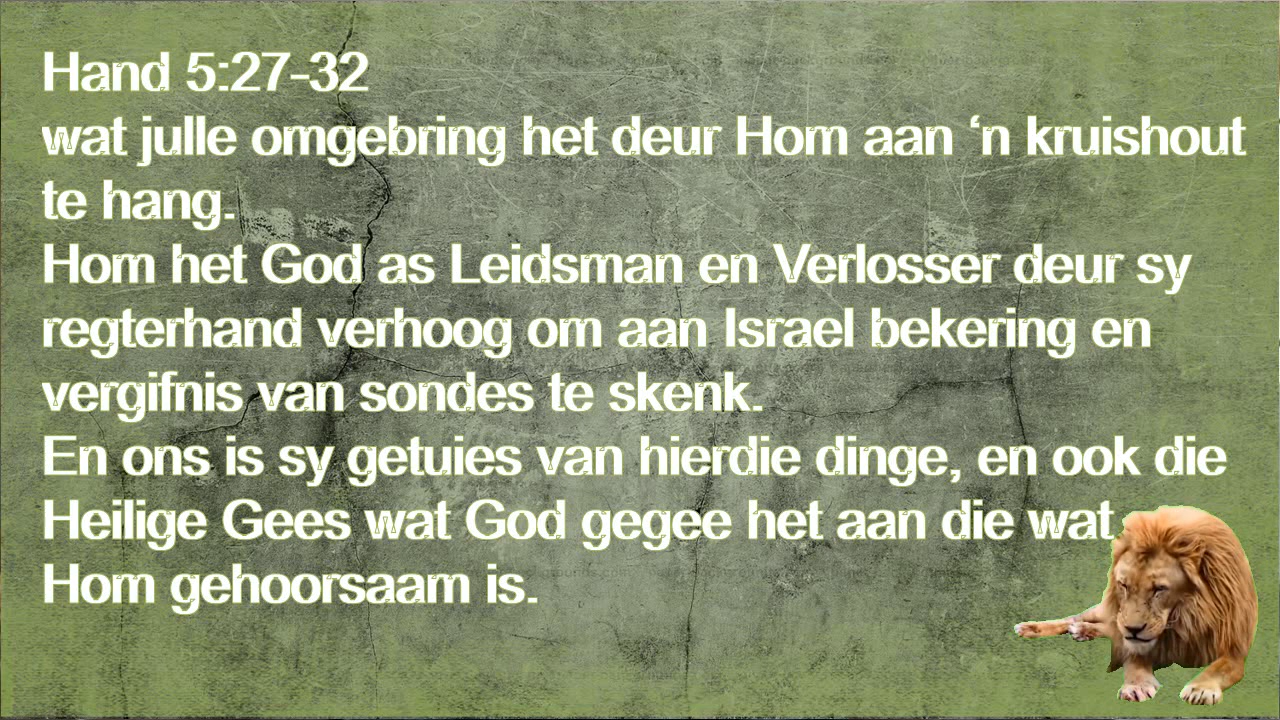 Hand 5:27-32
wat julle omgebring het deur Hom aan ‘n kruishout
te hang.
Hom het God as Leidsman en Verlosser deur sy
regterhand verhoog om aan Israel bekering en
vergifnis van sondes te skenk.
En ons is sy getuies van hierdie dinge, en ook die
Heilige Gees wat God gegee het aan die wat
Hom gehoorsaam is.